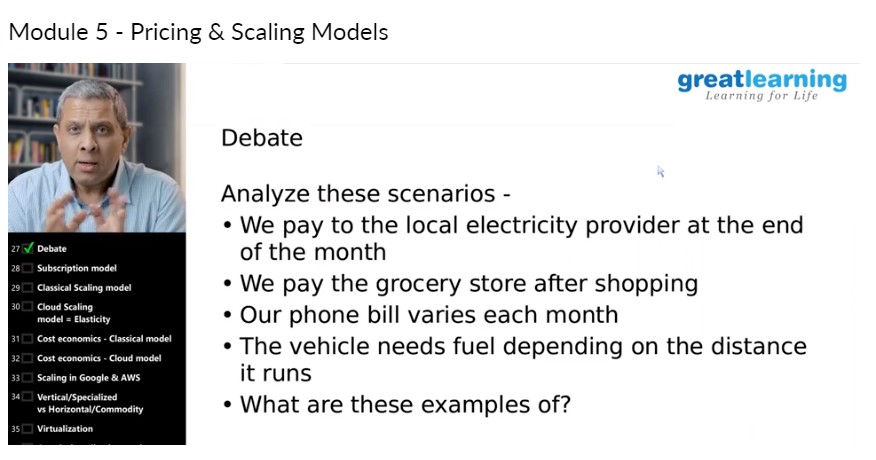 Module 5 - Pricing & Scaling Models
greatlearning
Learning for Life
Debate
Analyze these scenarios -
• We pay to the local electricity provider at the end
of the month
• We pay the grocery store after shopping
• Our phone bill varies each month
• The vehicle needs fuel depending on the distance
it runs
• What are these examples of?
27 Debate
28 Subscription model
29 Classical Scaling model
30 Cloud Scaling
model = Elasticity
31 Cost economics - Classical model
32 Cost economics - Cloud model
33 Scaling in Google & AWS
34 Vertical/Specialized
vs Horizontal/Commodity
35 Virtualization